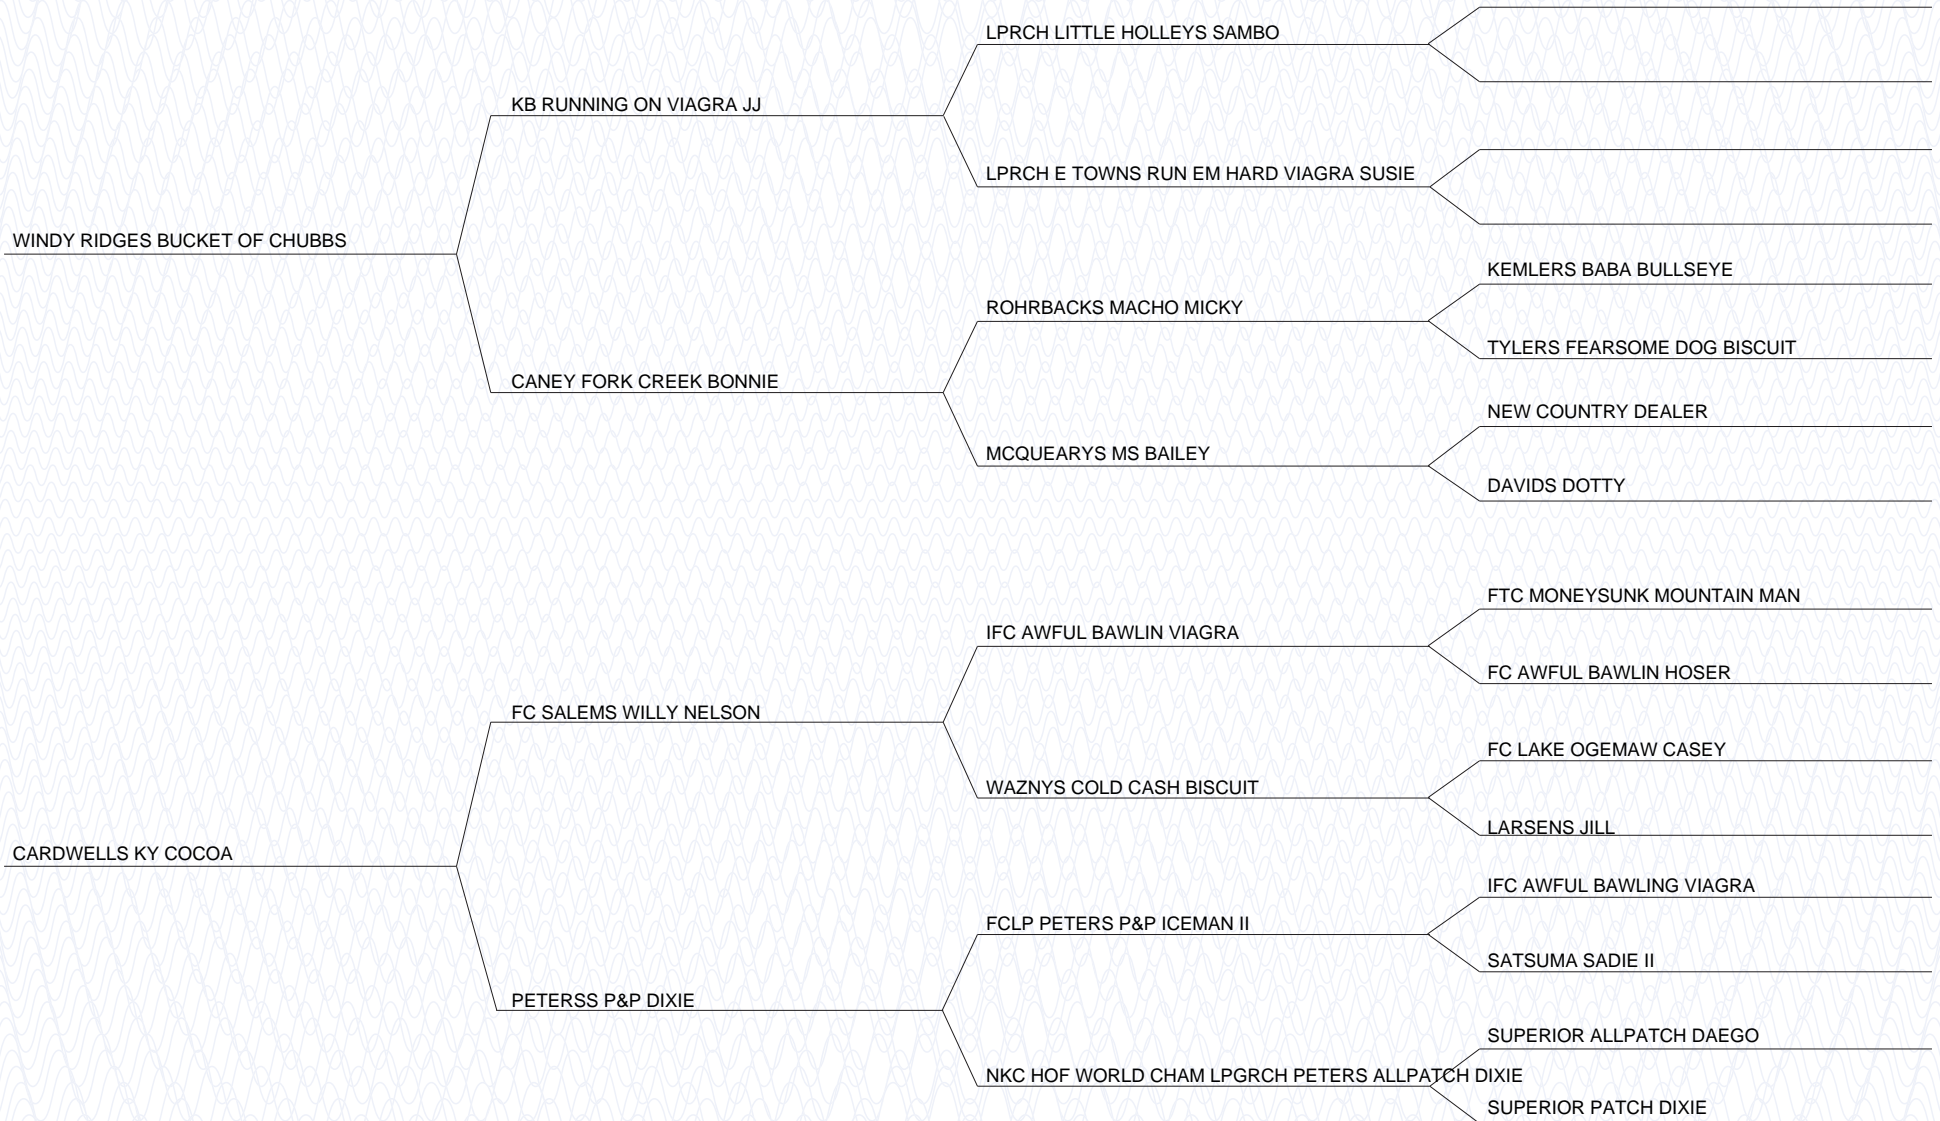 LPRCH LITTLE HOLLEYS SAMBO
KB RUNNING ON VIAGRA JJ
LPRCH E TOWNS RUN EM HARD VIAGRA SUSIE
WINDY RIDGES BUCKET OF CHUBBS
KEMLERS BABA BULLSEYE
ROHRBACKS MACHO MICKY
TYLERS FEARSOME DOG BISCUIT
CANEY FORK CREEK BONNIE
NEW COUNTRY DEALER
MCQUEARYS MS BAILEY
DAVIDS DOTTY
FTC MONEYSUNK MOUNTAIN MAN
IFC AWFUL BAWLIN VIAGRA
FC AWFUL BAWLIN HOSER
FC SALEMS WILLY NELSON
FC LAKE OGEMAW CASEY
WAZNYS COLD CASH BISCUIT
LARSENS JILL
CARDWELLS KY COCOA
IFC AWFUL BAWLING VIAGRA
FCLP PETERS P&P ICEMAN II
SATSUMA SADIE II
PETERSS P&P DIXIE
SUPERIOR ALLPATCH DAEGO
NKC HOF WORLD CHAM LPGRCH PETERS ALLPATCH DIXIE
SUPERIOR PATCH DIXIE